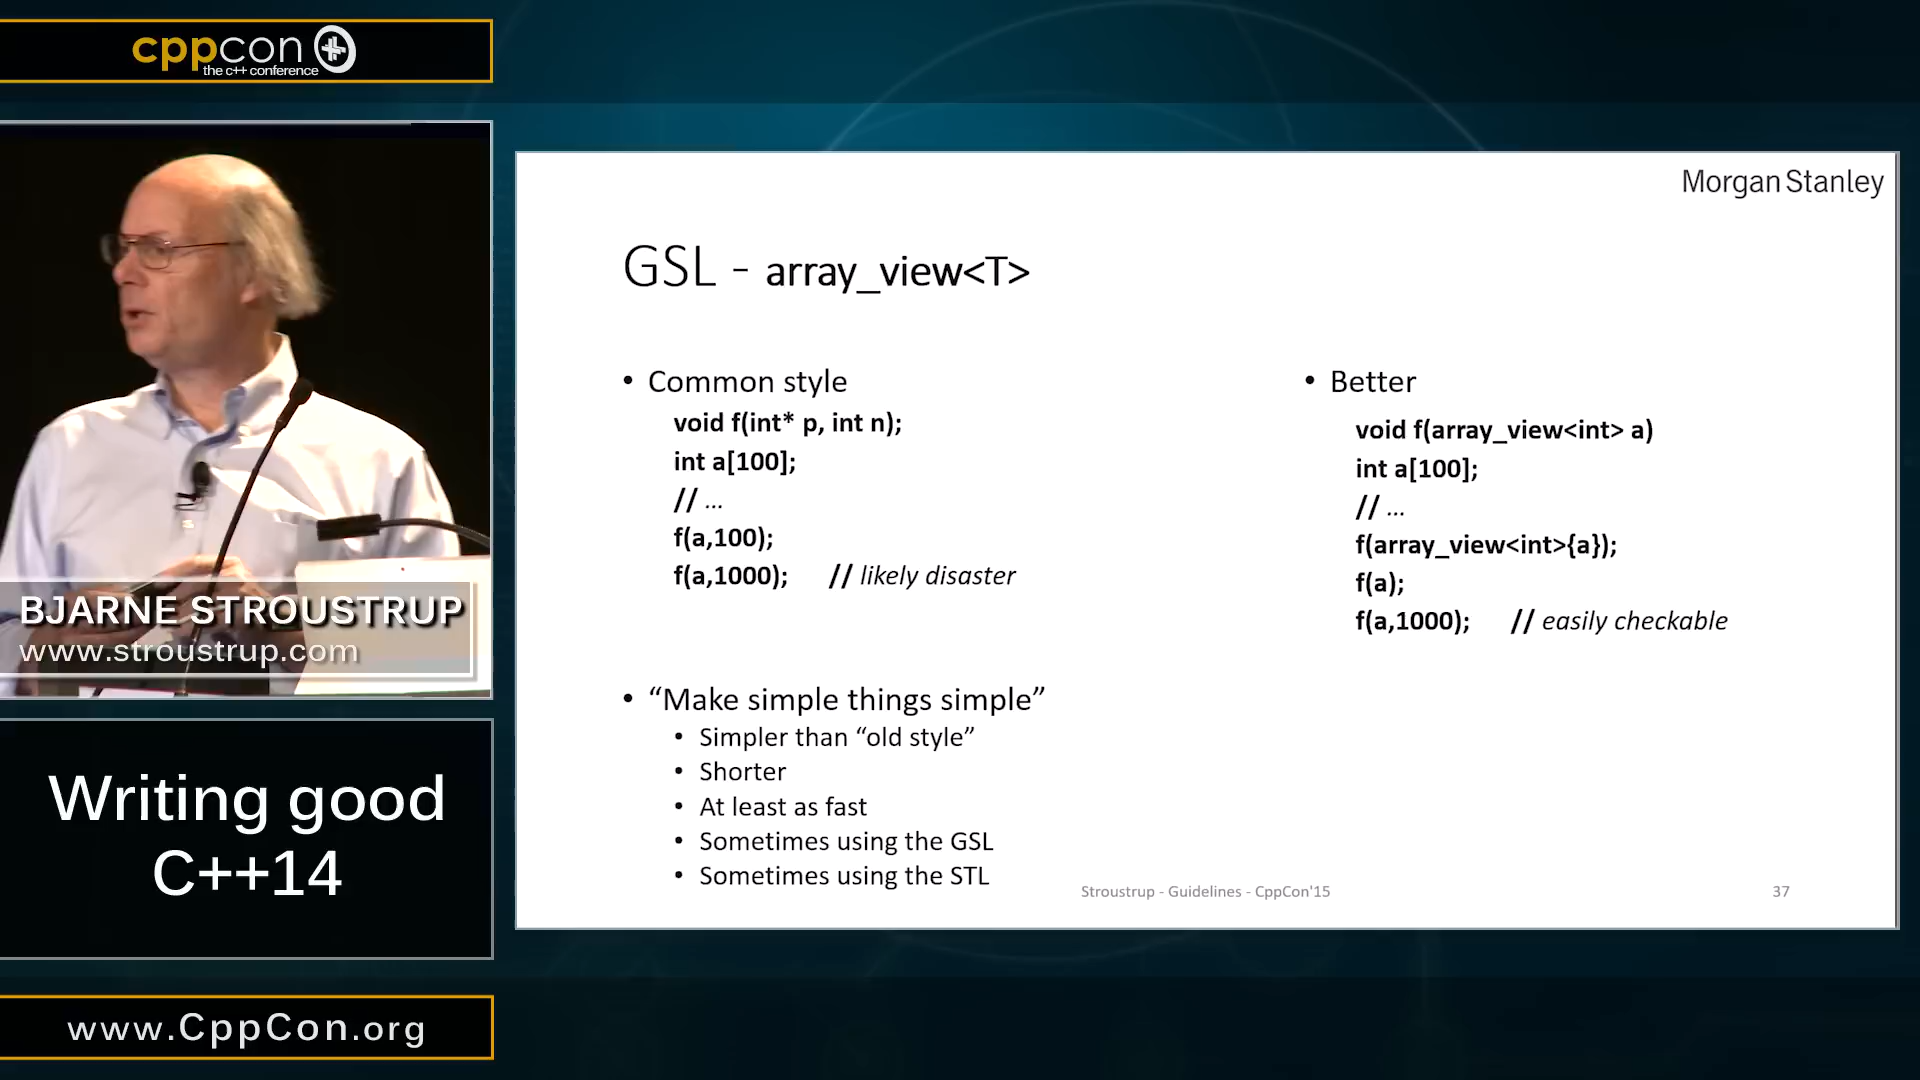 cppcon
the c++ conference
BJARNE STROUSTRUP
www.stroustrup.com
Writing good
C++14
www.CppCon.org
Morgan Stanley
GSL - array_view<T>
• Common style
void f(int* p, int n);
int a[100];
// …
f(a,100);
f(a,1000); // likely disaster
• Better
void f(array_view<int> a)
int a[100];
// …
f(array_view<int>{a});
f(a);
f(a,1000); // easily checkable
• “Make simple things simple”
• Simpler than “old style”
• Shorter
• At least as fast
• Sometimes using the GSL
• Sometimes using the STL
Stroustrup - Guidelines - CppCon'15
37